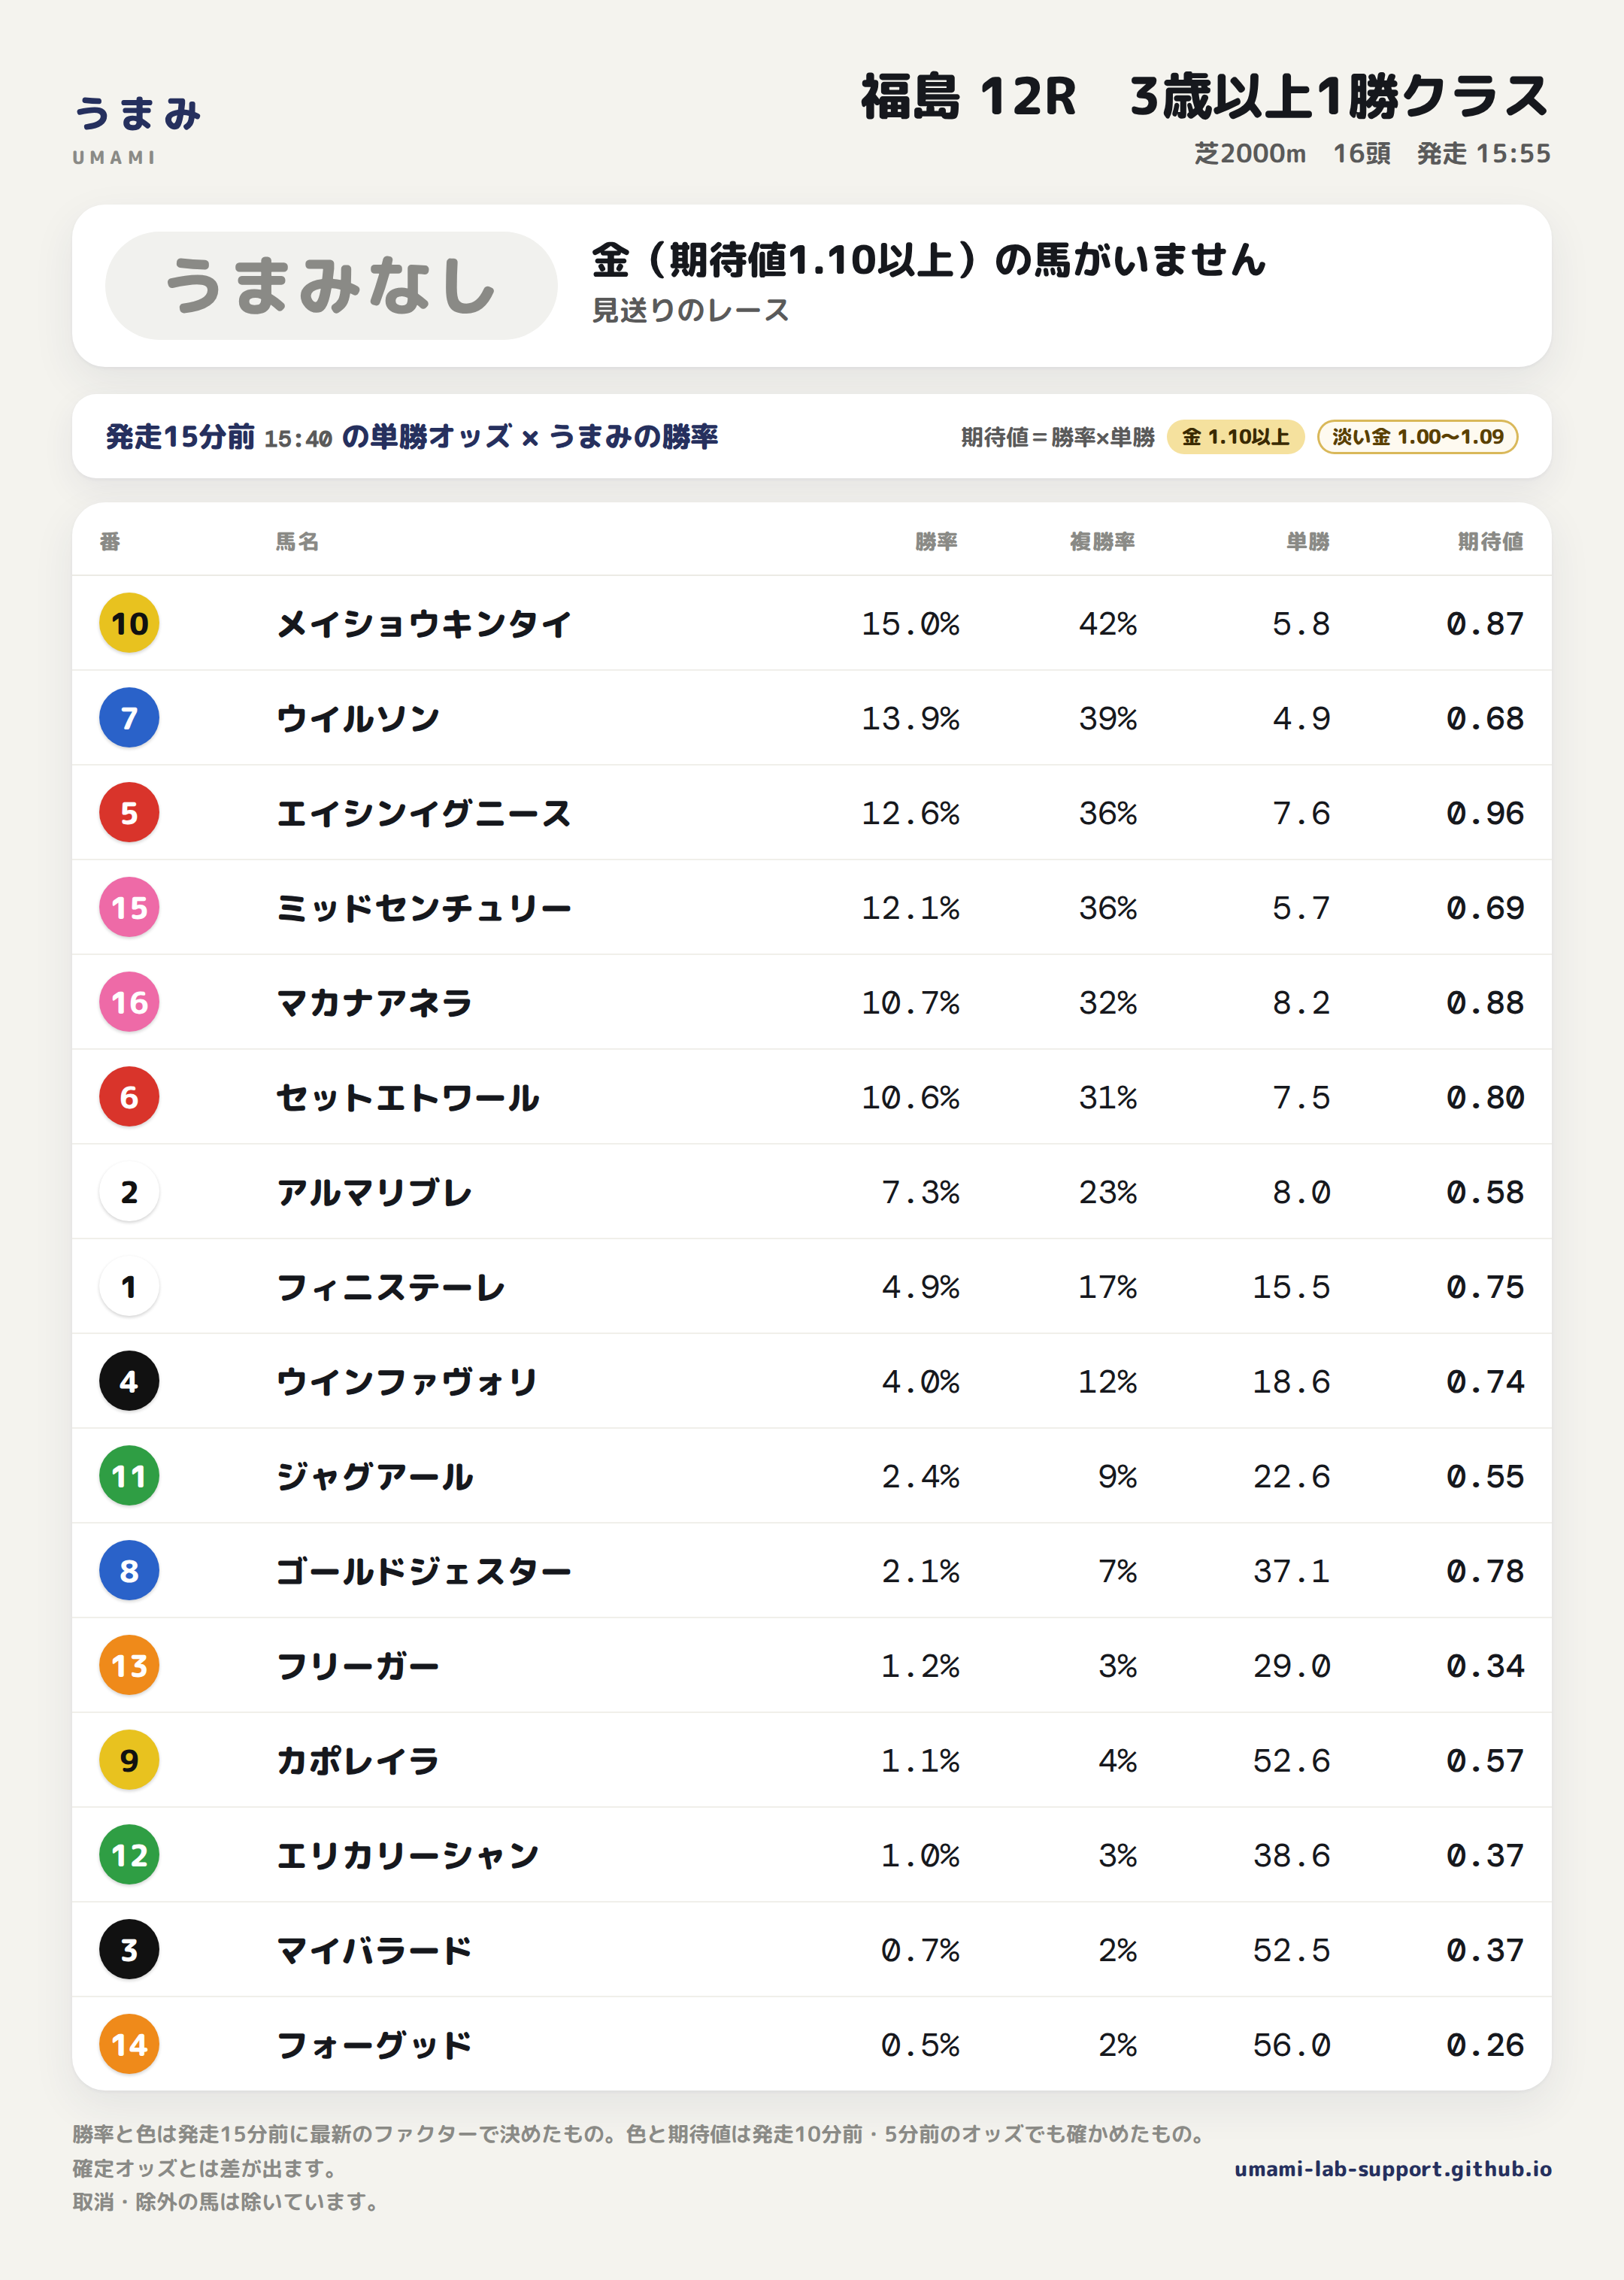 うまみ
UMAMI
福島 12R　3歳以上1勝クラス
芝2000m　16頭　発走 15:55
うまみなし
金（期待値1.10以上）の馬がいません
見送りのレース
発走15分前 15:40 の単勝オッズ × うまみの勝率
期待値＝勝率×単勝 金 1.10以上 淡い金 1.00〜1.09
番 馬名 勝率 複勝率 単勝 期待値
10 メイショウキンタイ 15.0% 42% 5.8 0.87
7 ウイルソン 13.9% 39% 4.9 0.68
5 エイシンイグニース 12.6% 36% 7.6 0.96
15 ミッドセンチュリー 12.1% 36% 5.7 0.69
16 マカナアネラ 10.7% 32% 8.2 0.88
6 セットエトワール 10.6% 31% 7.5 0.80
2 アルマリブレ 7.3% 23% 8.0 0.58
1 フィニステーレ 4.9% 17% 15.5 0.75
4 ウインファヴォリ 4.0% 12% 18.6 0.74
11 ジャグアール 2.4% 9% 22.6 0.55
8 ゴールドジェスター 2.1% 7% 37.1 0.78
13 フリーガー 1.2% 3% 29.0 0.34
9 カポレイラ 1.1% 4% 52.6 0.57
12 エリカリーシャン 1.0% 3% 38.6 0.37
3 マイバラード 0.7% 2% 52.5 0.37
14 フォーグッド 0.5% 2% 56.0 0.26
勝率と色は発走15分前に最新のファクターで決めたもの。色と期待値は発走10分前・5分前のオッズでも確かめたもの。
確定オッズとは差が出ます。
取消・除外の馬は除いています。
umami-lab-support.github.io